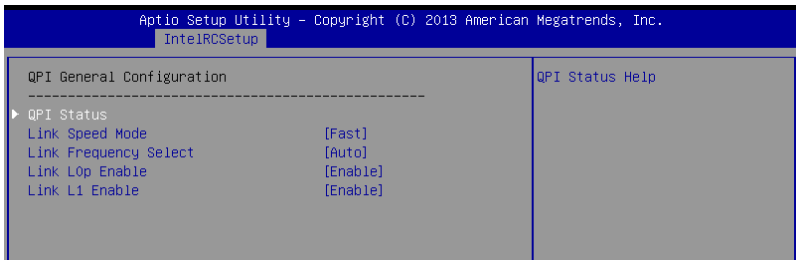 Aptio Setup Utility – Copyright (C) 2013 American Megatrends, Inc.
IntelRCSetup
QPI General Configuration
-------------------------------------------------
QPI Status
Link Speed Mode [Fast]
Link Frequency Select [Auto]
Link L0p Enable [Enable]
Link L1 Enable [Enable]
QPI Status Help